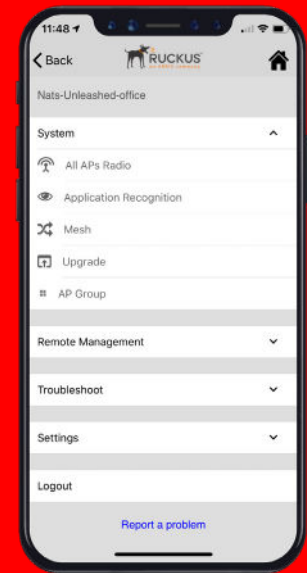 11:48
Back
RUCKUS
Nats-Unleashed-office
System
All APs Radio
Application Recognition
Mesh
Upgrade
AP Group
Remote Management
Troubleshoot
Settings
Logout
Report a problem